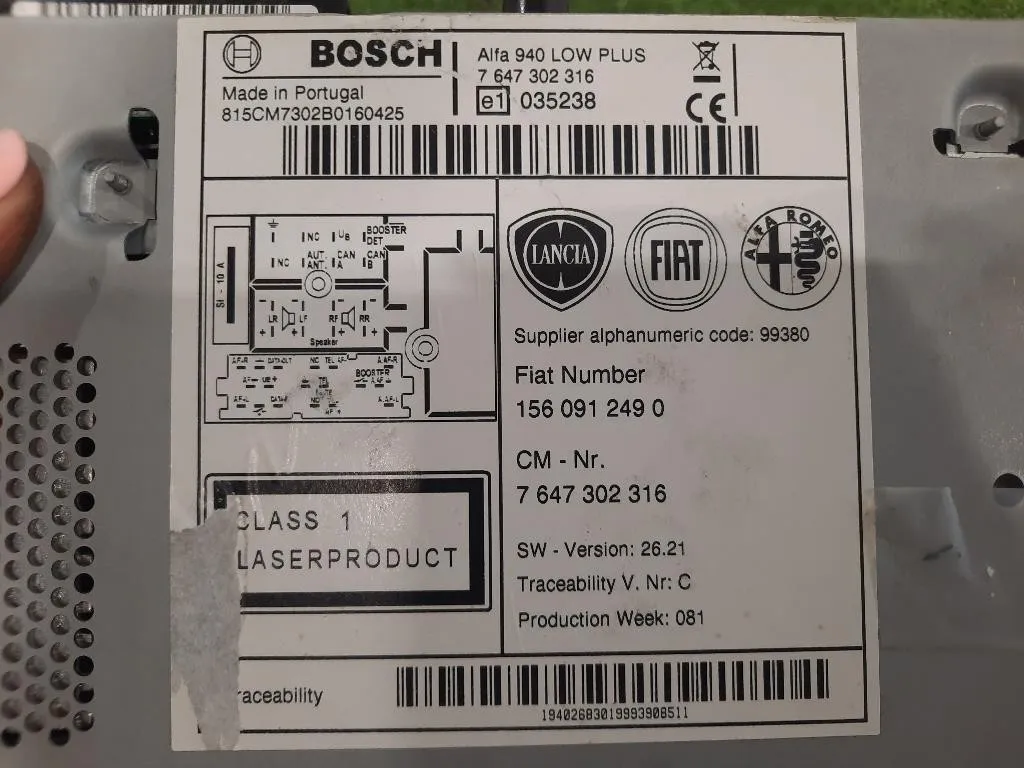 BOSCH
Alfa 940 LOW PLUS
7 647 302 316
e1 035238
CE
Made in Portugal
815CM7302B0160425
BOOSTER
NC UB DET
AUT CAN CAN
NC ANT. A B
SI - 10 A
LR LF RF RR
Speaker
BOOSTER
LANCIA
FIAT
ALFA ROMEO
Supplier alphanumeric code: 99380
Fiat Number
156 091 249 0
CM - Nr.
7 647 302 316
SW - Version: 26.21
Traceability V. Nr: C
Production Week: 081
CLASS 1
LASERPRODUCT
raceability
19402683019993908511